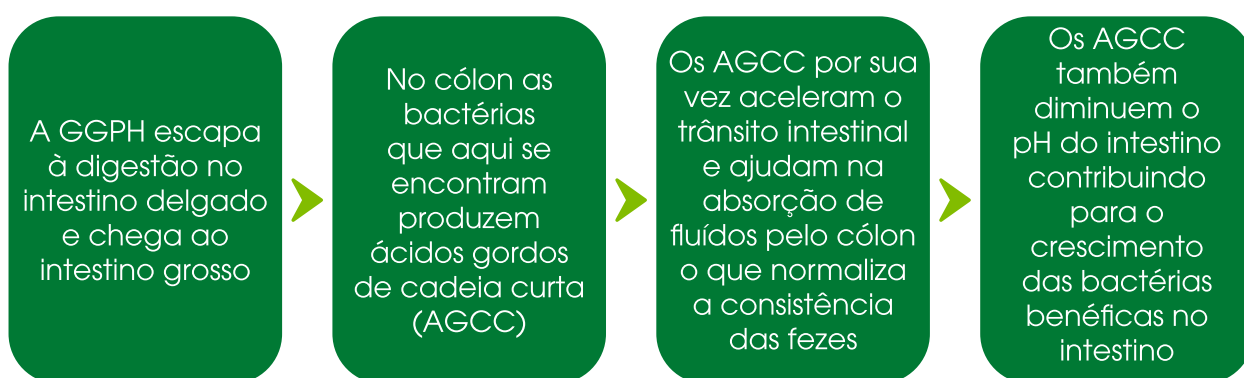 A GGPH escapa
à digestão no
intestino delgado
e chega ao
intestino grosso
No cólon as
bactérias
que aqui se
encontram
produzem
ácidos gordos
de cadeia curta
(AGCC)
Os AGCC por sua
vez aceleram o
trânsito intestinal
e ajudam na
absorção de
fluídos pelo cólon
o que normaliza
a consistência
das fezes
Os AGCC
também
diminuem o
pH do intestino
contribuindo
para o
crescimento
das bactérias
benéficas no
intestino